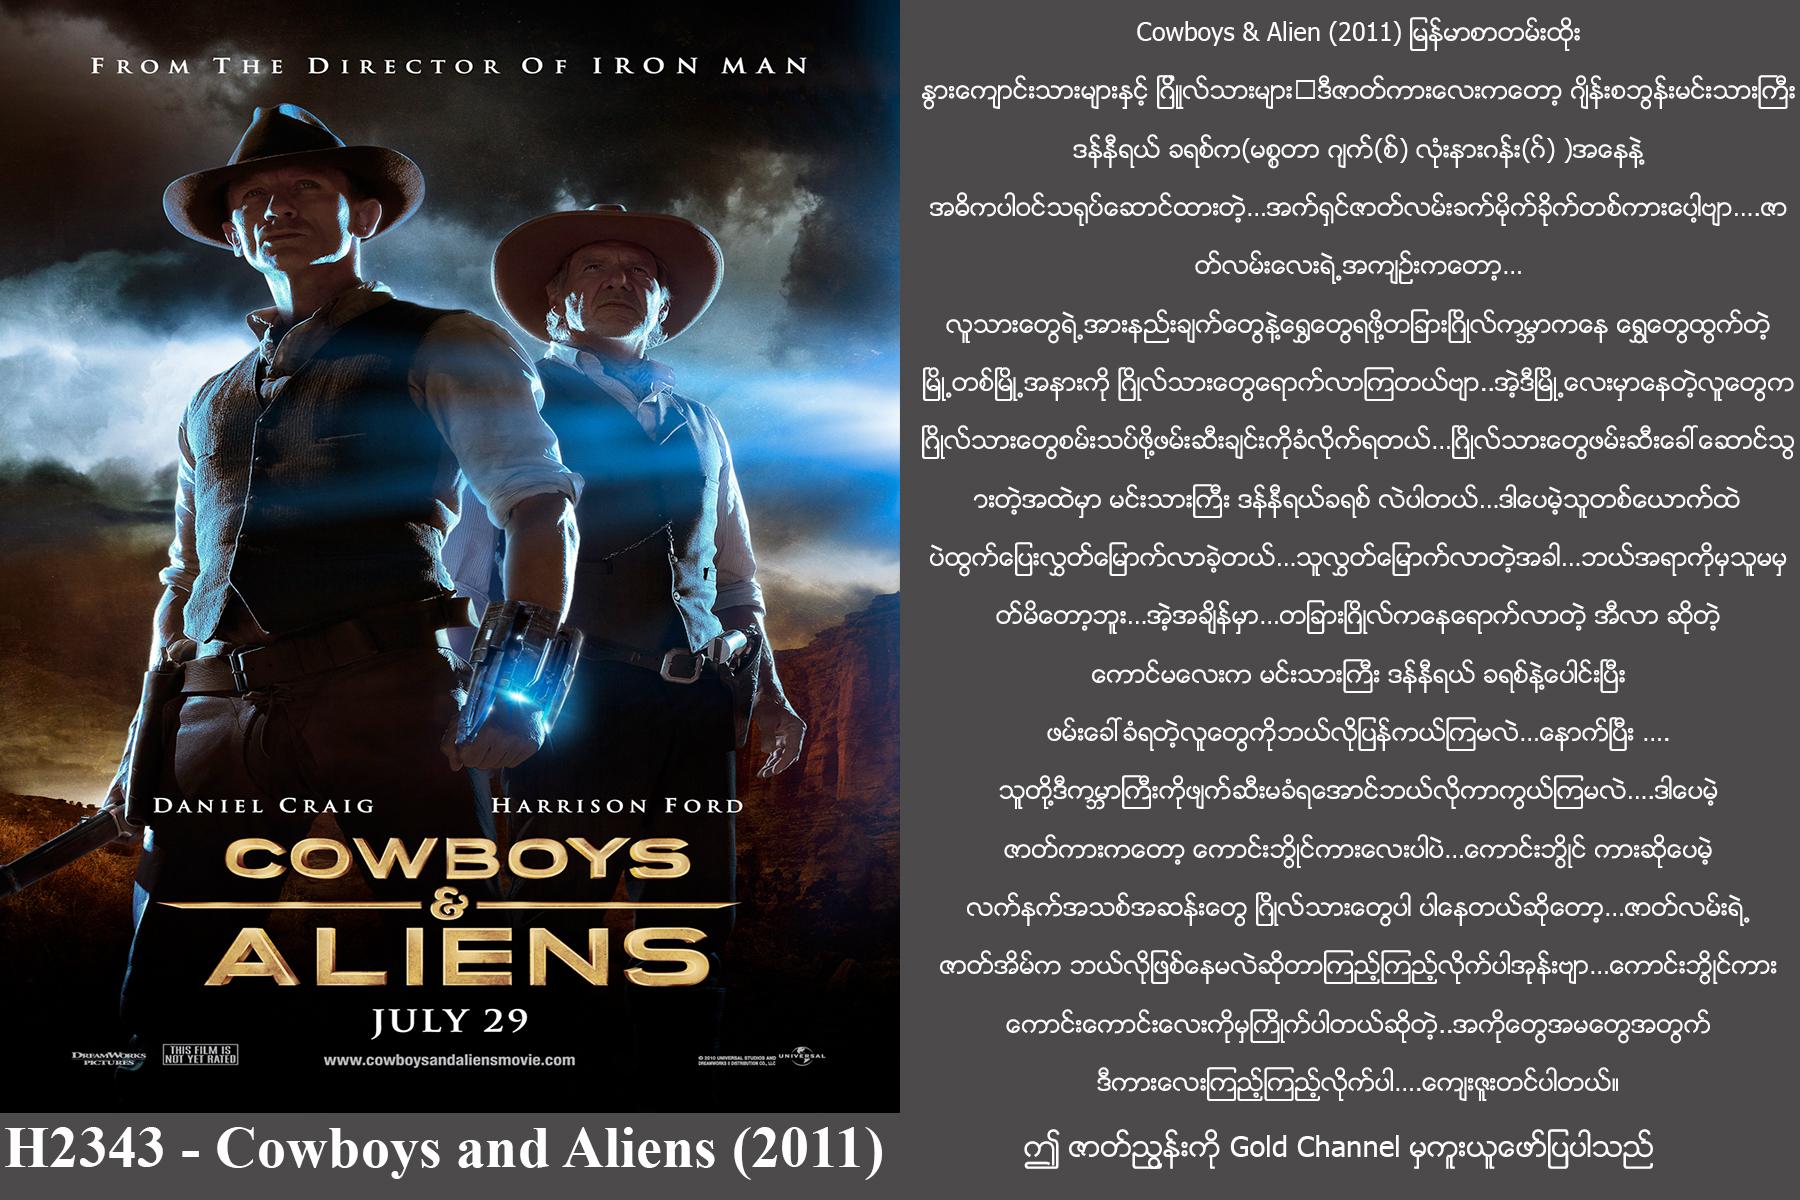 FROM THE DIRECTOR OF IRON MAN
DANIEL CRAIG HARRISON FORD
COWBOYS
&
ALIENS
JULY 29
DREAMWORKS PICTURES
THIS FILM IS NOT YET RATED
www.cowboysandaliensmovie.com
© 2010 UNIVERSAL STUDIOS AND DREAMWORKS II DISTRIBUTION CO., LLC
UNIVERSAL
H2343 - Cowboys and Aliens (2011)
Cowboys & Alien (2011) မြန်မာစာတမ်းထိုး
နွားကျောင်းသားများနှင့် ဂြိုုလ်သားများ□ဒီဇာတ်ကားလေးကတော့ ဂျိန်းစဘွန်းမင်းသားကြီး
ဒန်နီရယ် ခရစ်က(မစ္စတာ ဂျက်(စ်) လုံးနားဂန်း(ဂ်) )အနေနဲ့
အဓိကပါဝင်သရုပ်ဆောင်ထားတဲ့...အက်ရှင်ဇာတ်လမ်းခက်မိုက်ခိုက်တစ်ကားပေါ့ဗျာ....ဇာ
တ်လမ်းလေးရဲ့အကျဉ်းကတော့...
လူသားတွေရဲ့အားနည်းချက်တွေနဲ့ရွှေတွေရဖို့တခြားဂြိုလ်ကမ္ဘာကနေ ရွှေတွေထွက်တဲ့
မြို့တစ်မြို့အနားကို ဂြိုလ်သားတွေရောက်လာကြတယ်ဗျာ..အဲ့ဒီမြို့လေးမှာနေတဲ့လူတွေက
ဂြိုလ်သားတွေစမ်းသပ်ဖို့ဖမ်းဆီးချင်းကိုခံလိုက်ရတယ်...ဂြိုလ်သားတွေဖမ်းဆီးခေါ်ဆောင်သွ
ားတဲ့အထဲမှာ မင်းသားကြီး ဒန်နီရယ်ခရစ် လဲပါတယ်...ဒါပေမဲ့သူတစ်ယောက်ထဲ
ပဲထွက်ပြေးလွှတ်မြောက်လာခဲ့တယ်...သူလွှတ်မြောက်လာတဲ့အခါ...ဘယ်အရာကိုမှသူမမှ
တ်မိတော့ဘူး...အဲ့အချိန်မှာ...တခြားဂြိုလ်ကနေရောက်လာတဲ့ အီလာ ဆိုတဲ့
ကောင်မလေးက မင်းသားကြီး ဒန်နီရယ် ခရစ်နဲ့ပေါင်းပြီး
ဖမ်းခေါ်ခံရတဲ့လူတွေကိုဘယ်လိုပြန်ကယ်ကြမလဲ...နောက်ပြီး ....
သူတို့ဒီကမ္ဘာကြီးကိုဖျက်ဆီးမခံရအောင်ဘယ်လိုကာကွယ်ကြမလဲ....ဒါပေမဲ့
ဇာတ်ကားကတော့ ကောင်းဘွိုင်ကားလေးပါပဲ...ကောင်းဘွိုင် ကားဆိုပေမဲ့
လက်နက်အသစ်အဆန်းတွေ ဂြိုလ်သားတွေပါ ပါနေတယ်ဆိုတော့...ဇာတ်လမ်းရဲ့
ဇာတ်အိမ်က ဘယ်လိုဖြစ်နေမလဲဆိုတာကြည့်ကြည့်လိုက်ပါအုန်းဗျာ...ကောင်းဘွိုင်ကား
ကောင်းကောင်းလေးကိုမှကြိုက်ပါတယ်ဆိုတဲ့..အကိုတွေအမတွေအတွက်
ဒီကားလေးကြည့်ကြည့်လိုက်ပါ....ကျေးဇူးတင်ပါတယ်။
ဤ ဇာတ်ညွှန်းကို Gold Channel မှကူးယူဖော်ပြပါသည်